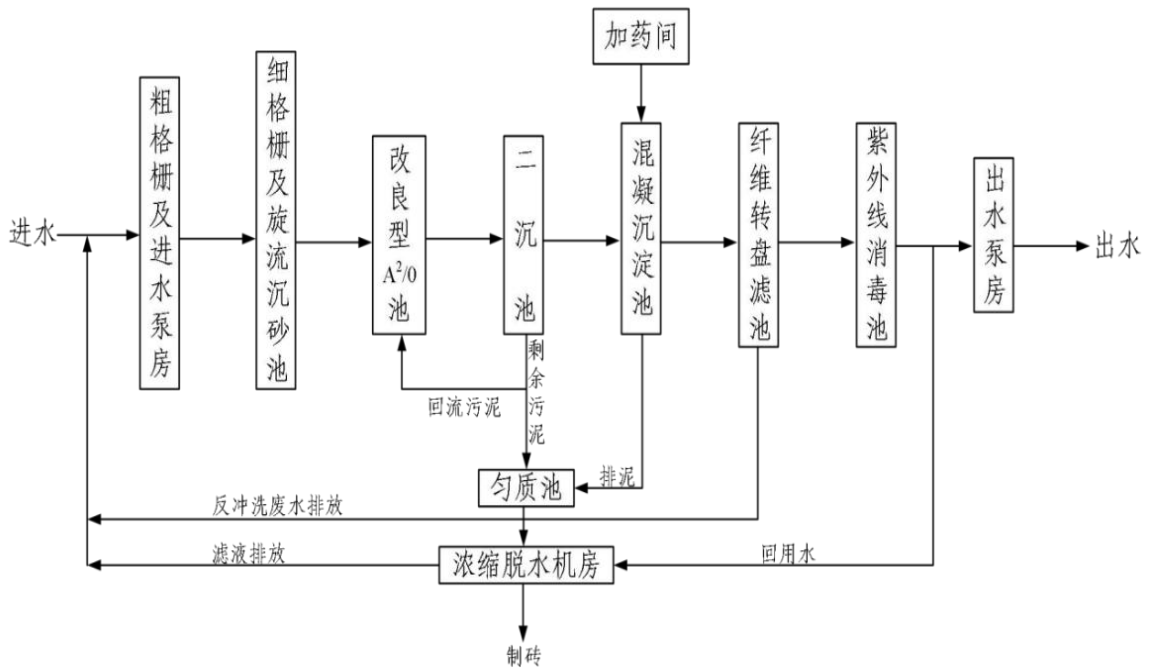 加药间
进水
粗格栅及进水泵房
细格栅及旋流沉砂池
改良型A²/0池
二沉池
混凝沉淀池
纤维转盘滤池
紫外线消毒池
出水泵房
出水
回流污泥
剩余污泥
排泥
匀质池
反冲洗废水排放
滤液排放
浓缩脱水机房
回用水
制砖